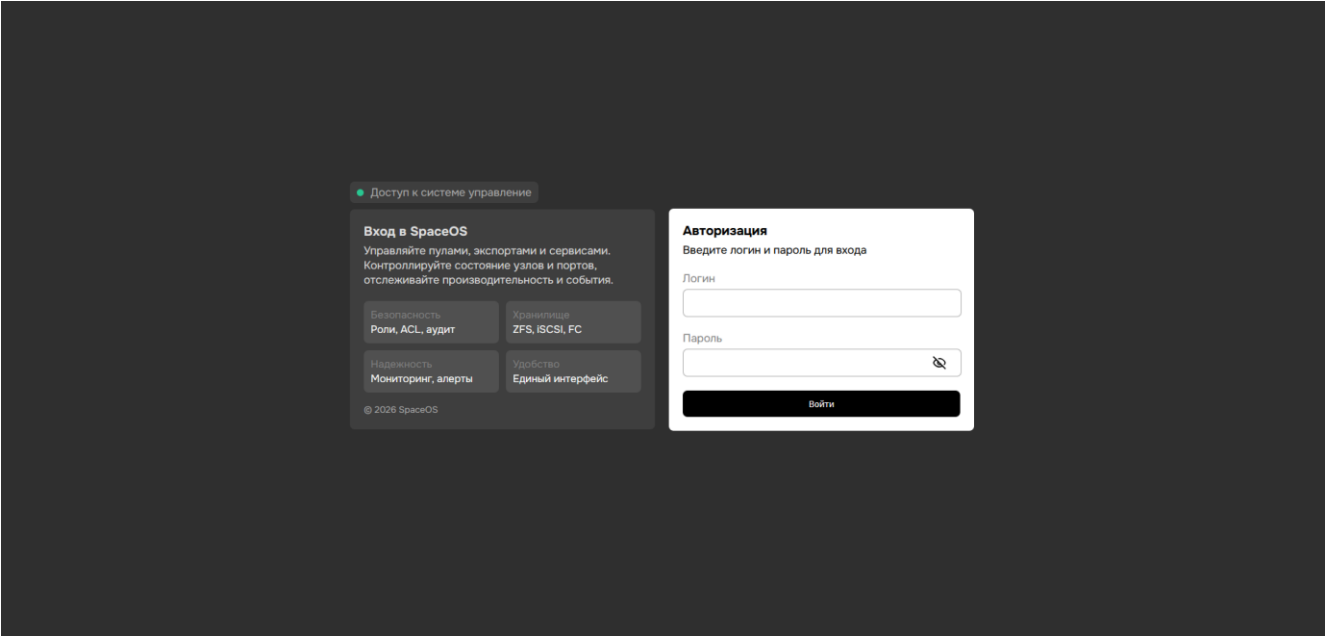 Доступ к системе управление
Вход в SpaceOS
Управляйте пулами, экспортами и сервисами.
Контроллируйте состояние узлов и портов,
отслеживайте производительность и события.
Безопасность
Роли, ACL, аудит
Хранилище
ZFS, iSCSI, FC
Надежность
Мониторинг, алерты
Удобство
Единый интерфейс
© 2026 SpaceOS
Авторизация
Введите логин и пароль для входа
Логин
Пароль
Войти